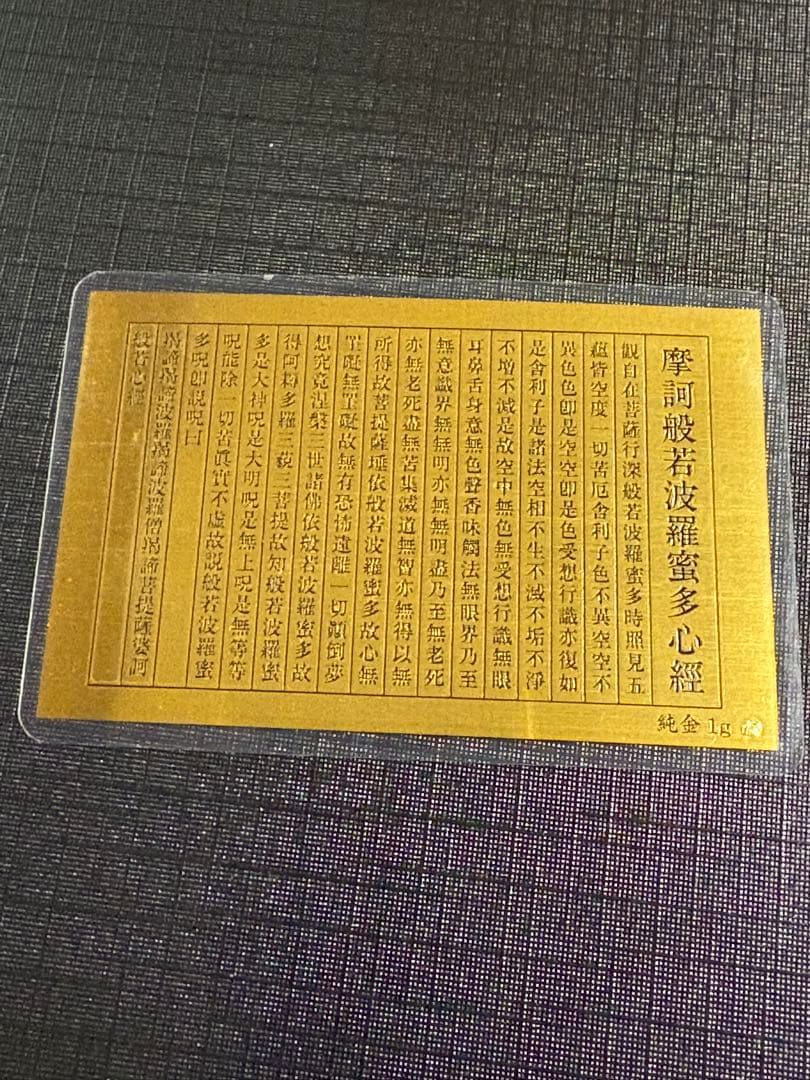 摩訶般若波羅蜜多心經
觀自在菩薩行深般若波羅蜜多時照見五
蘊皆空度一切苦厄舍利子色不異空空不
異色色卽是空空卽是色受想行識亦復如
是舍利子是諸法空相不生不滅不垢不淨
不增不減是故空中無色無受想行識無眼
耳鼻舌身意無色聲香味觸法無眼界乃至
無意識界無無明亦無無明盡乃至無老死
亦無老死盡無苦集滅道無智亦無得以無
所得故菩提薩埵依般若波羅蜜多故心無
罣礙無罣礙故無有恐怖遠離一切顚倒夢
想究竟涅槃三世諸佛依般若波羅蜜多故
得阿耨多羅三藐三菩提故知般若波羅蜜
多是大神呪是大明呪是無上呪是無等等
呪能除一切苦眞實不虛故説般若波羅蜜
多呪卽説呪曰
揭諦揭諦波羅揭諦波羅僧揭諦菩提薩婆訶
般若心經
純金 1g